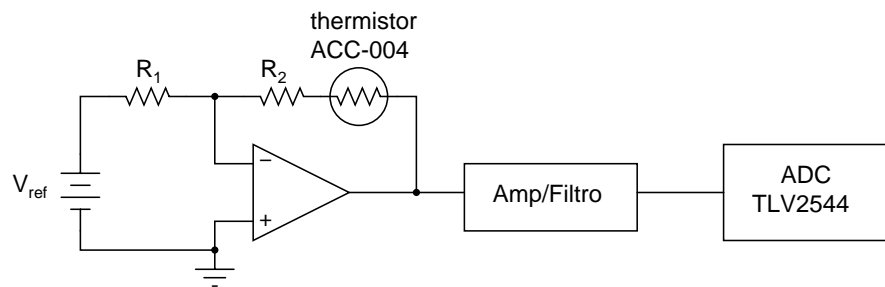 thermistor
ACC-004
R₁
R₂
Vref
−
+
Amp/Filtro
ADC
TLV2544